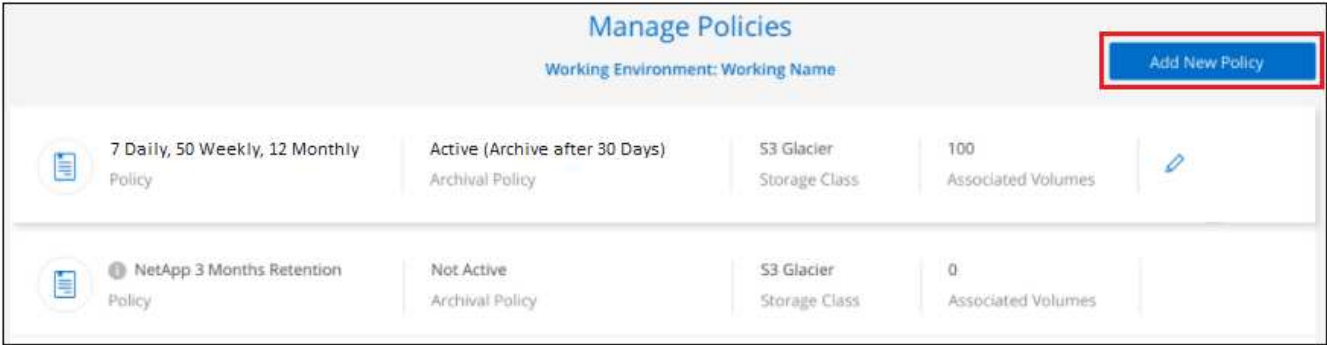 Manage Policies
Working Environment: Working Name
Add New Policy
7 Daily, 50 Weekly, 12 Monthly
Policy
Active (Archive after 30 Days)
Archival Policy
S3 Glacier
Storage Class
100
Associated Volumes
NetApp 3 Months Retention
Policy
Not Active
Archival Policy
S3 Glacier
Storage Class
0
Associated Volumes